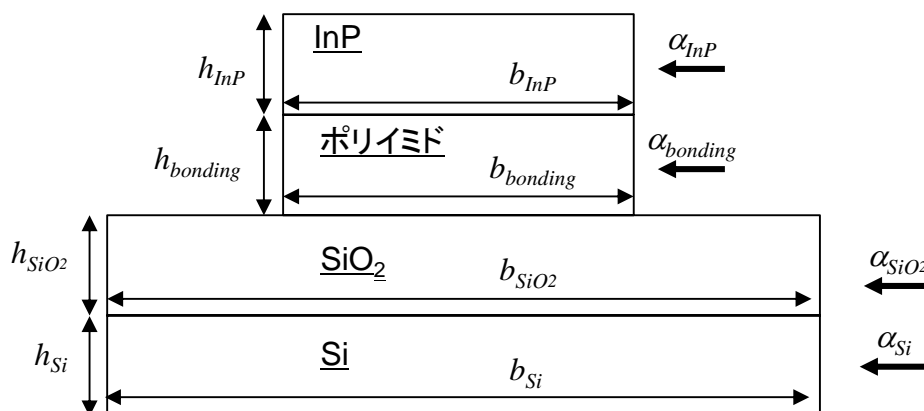 InP
h_InP
b_InP
α_InP
ポリイミド
h_bonding
b_bonding
α_bonding
h_SiO2
SiO₂
b_SiO2
α_SiO2
h_Si
Si
b_Si
α_Si